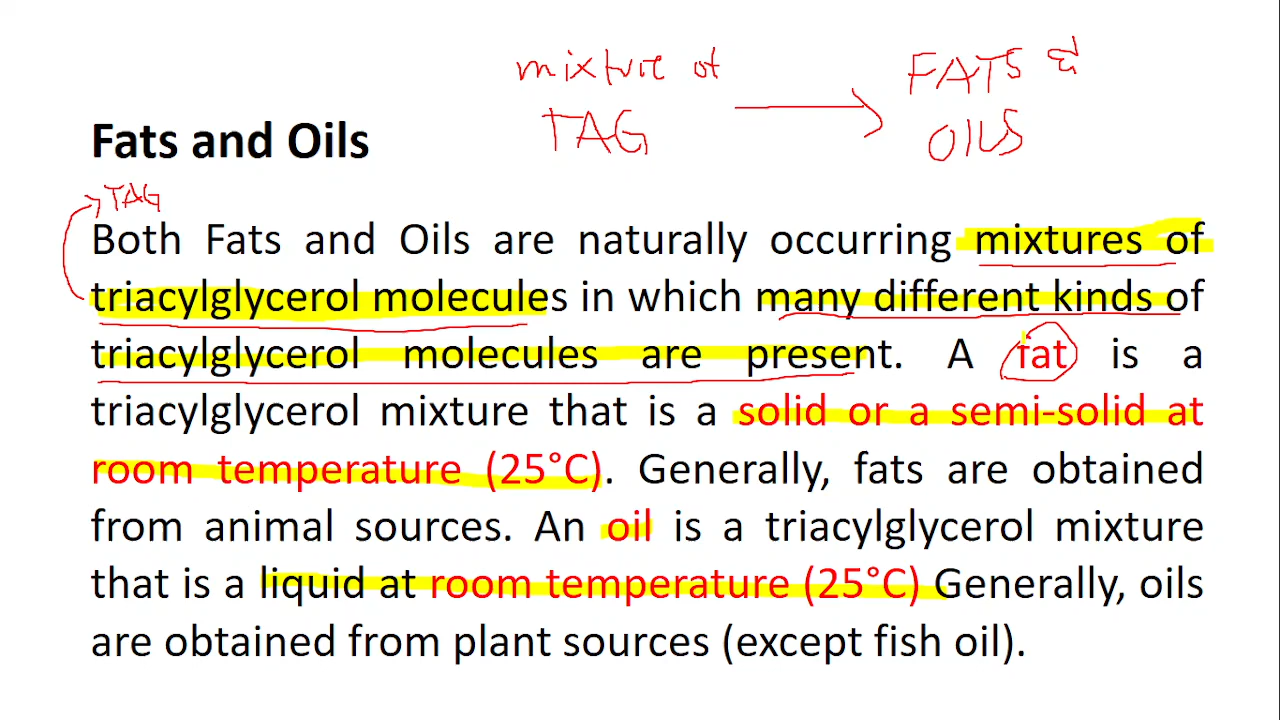 mixture of
TAG
FATS &
OILS
Fats and Oils
TAG
Both Fats and Oils are naturally occurring mixtures of
triacylglycerol molecules in which many different kinds of
triacylglycerol molecules are present. A fat is a
triacylglycerol mixture that is a solid or a semi-solid at
room temperature (25°C). Generally, fats are obtained
from animal sources. An oil is a triacylglycerol mixture
that is a liquid at room temperature (25°C) Generally, oils
are obtained from plant sources (except fish oil).